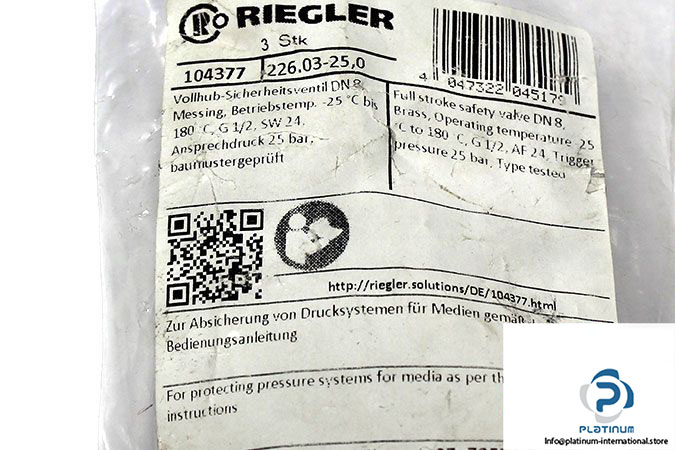 RIEGLER
3 Stk
104377 226.03-25,0
4 047322 045179
Vollhub-Sicherheitsventil DN 8,
Messing, Betriebstemp. -25 °C bis
180 °C, G 1/2, SW 24,
Ansprechdruck 25 bar,
baumustergeprüft
Full stroke safety valve DN 8,
Brass, Operating temperature -25
°C to 180 °C, G 1/2, AF 24, Trigger
pressure 25 bar, Type tested
http://riegler.solutions/DE/104377.html
Zur Absicherung von Drucksystemen für Medien gemäß
Bedienungsanleitung
For protecting pressure systems for media as per the
instructions
PLATINUM
Info@platinum-international.store